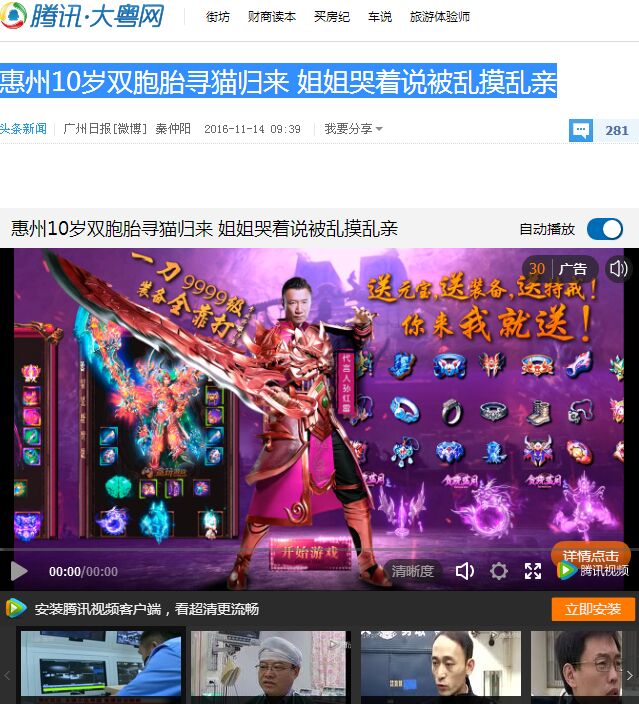 腾讯·大粤网
街坊 财商读本 买房纪 车说 旅游体验师
惠州10岁双胞胎寻猫归来 姐姐哭着说被乱摸乱亲
头条新闻 广州日报[微博] 秦仲阳 2016-11-14 09:39 我要分享
281
惠州10岁双胞胎寻猫归来 姐姐哭着说被乱摸乱亲
自动播放
30 广告
一刀9999级
装备全靠打
送元宝,送装备,送特戒!
你来我就送!
代言人孙红雷
开始游戏
详情点击
00:00/00:00
清晰度
腾讯视频
安装腾讯视频客户端，看超清更流畅
立即安装